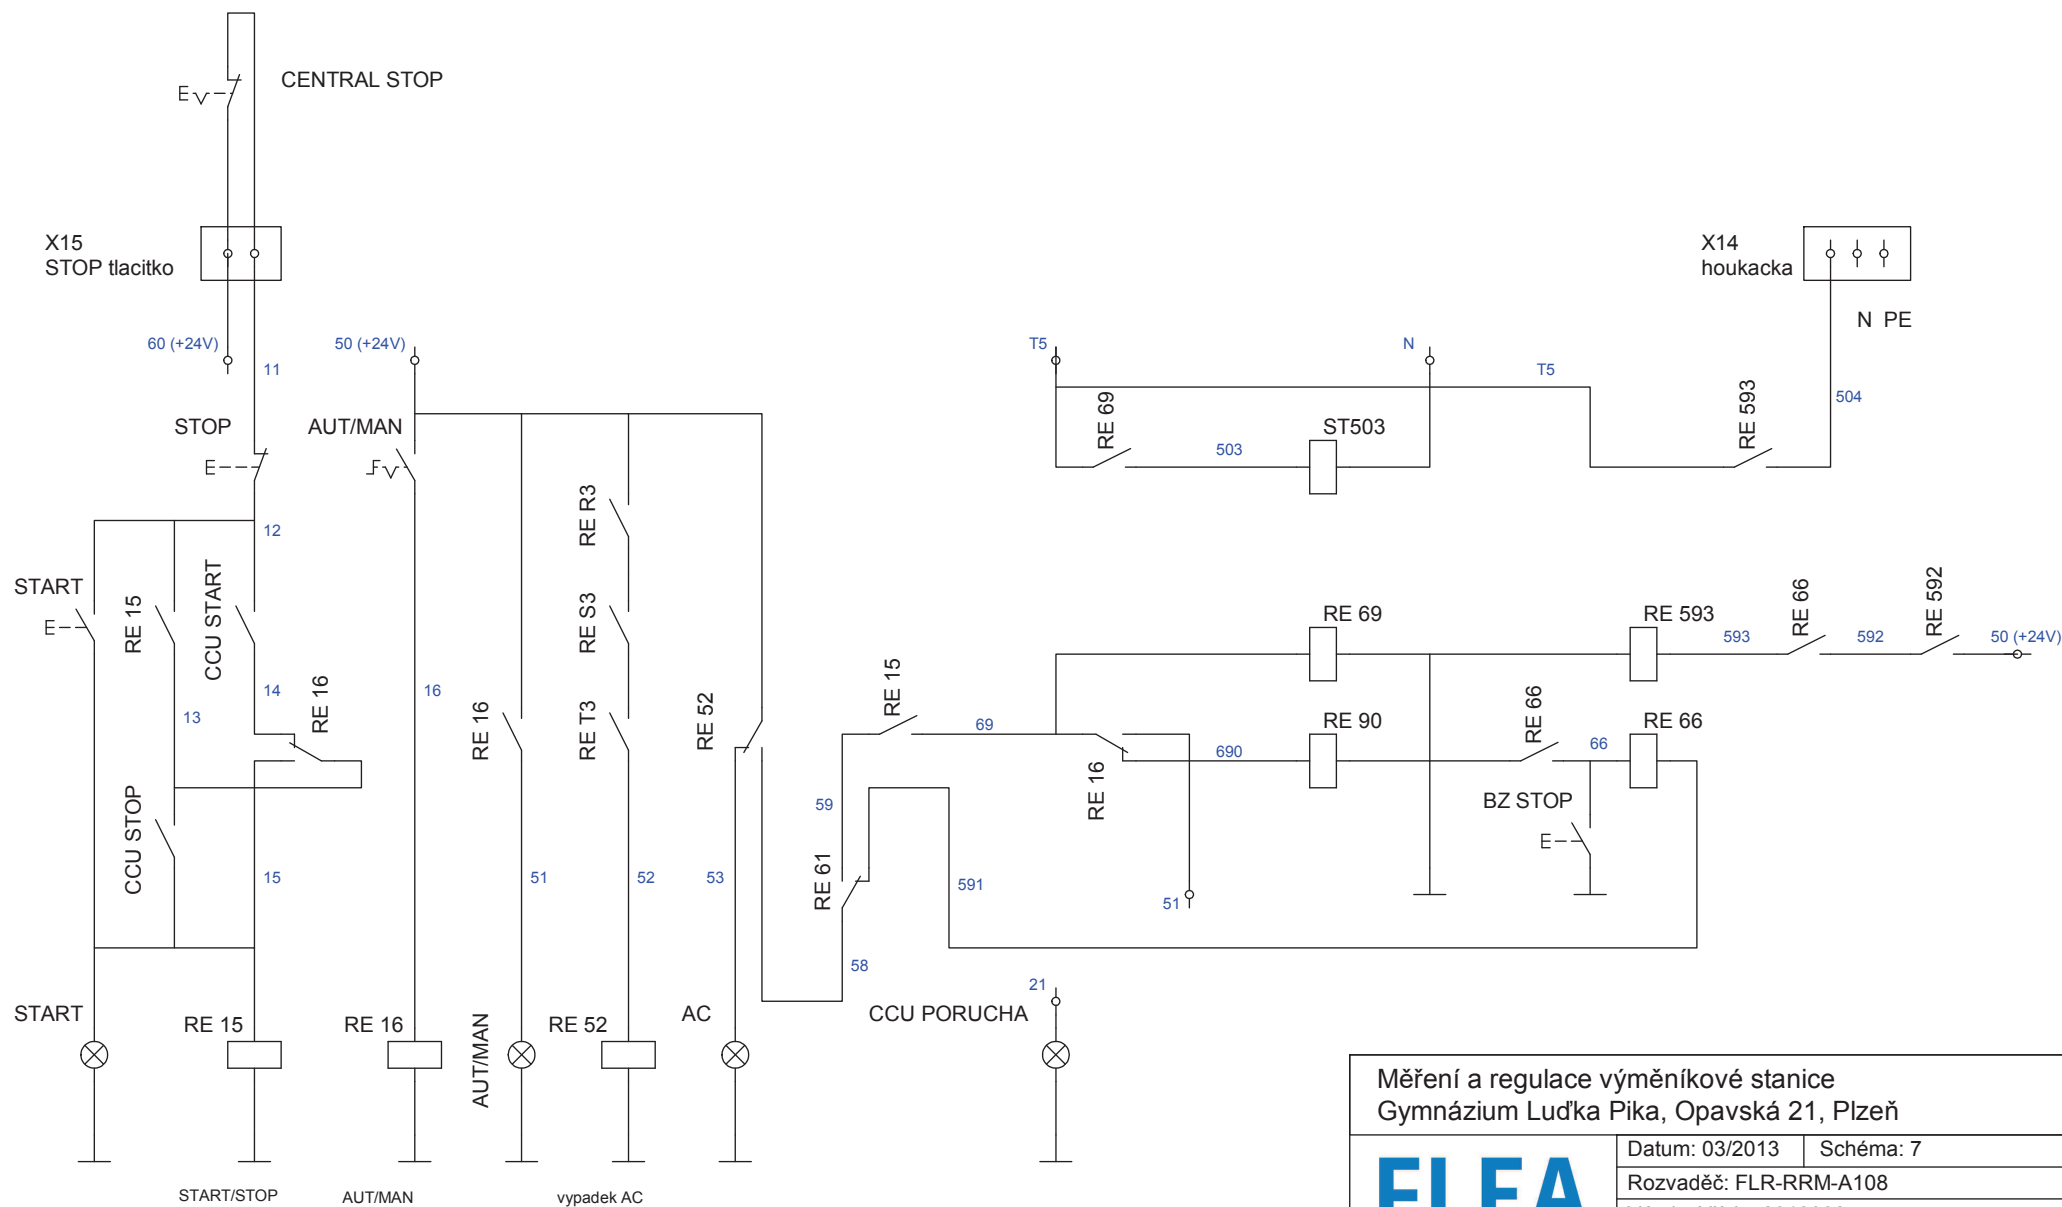 CENTRAL STOP
X15
STOP tlacitko
X14
houkacka
N PE
60 (+24V)
50 (+24V)
T5
N
11
T5
504
STOP
AUT/MAN
RE 69
503
ST503
RE 593
12
RE R3
START
RE 15
CCU START
RE S3
RE 69
RE 593
593
RE 66
592
RE 592
50 (+24V)
14
13
RE 16
16
RE 16
RE T3
RE 52
RE 15
69
RE 16
690
RE 90
RE 66
66
RE 66
CCU STOP
59
BZ STOP
15
51
52
53
RE 61
591
51
58
21
START
RE 15
RE 16
AUT/MAN
RE 52
AC
CCU PORUCHA
START/STOP
AUT/MAN
vypadek AC
Měření a regulace výměníkové stanice
Gymnázium Luďka Pika, Opavská 21, Plzeň
Datum: 03/2013
Schéma: 7
Rozvaděč: FLR-RRM-A108